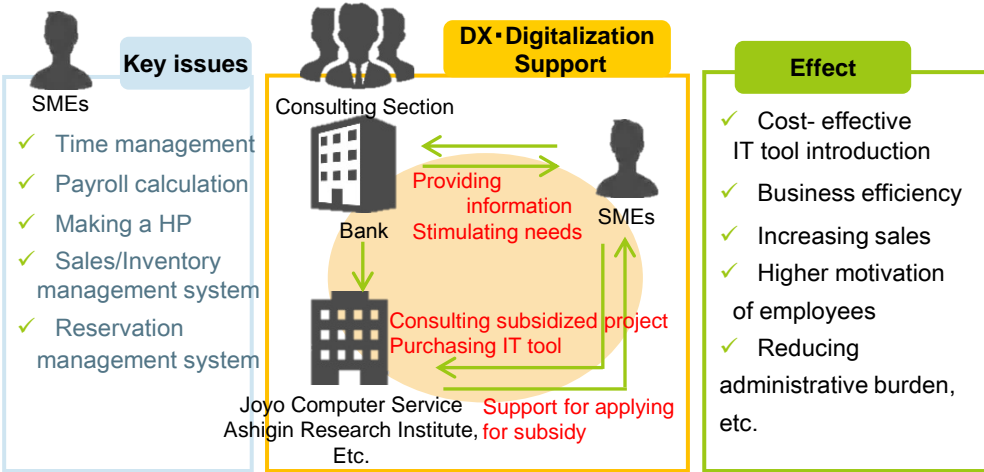 Key issues
SMEs
✓ Time management
✓ Payroll calculation
✓ Making a HP
✓ Sales/Inventory
management system
✓ Reservation
management system
DX・Digitalization
Support
Consulting Section
Bank
Providing
information
Stimulating needs
SMEs
Consulting subsidized project
Purchasing IT tool
Joyo Computer Service
Ashigin Research Institute,
Etc.
Support for applying
for subsidy
Effect
✓ Cost- effective
IT tool introduction
✓ Business efficiency
✓ Increasing sales
✓ Higher motivation
of employees
✓ Reducing
administrative burden,
etc.